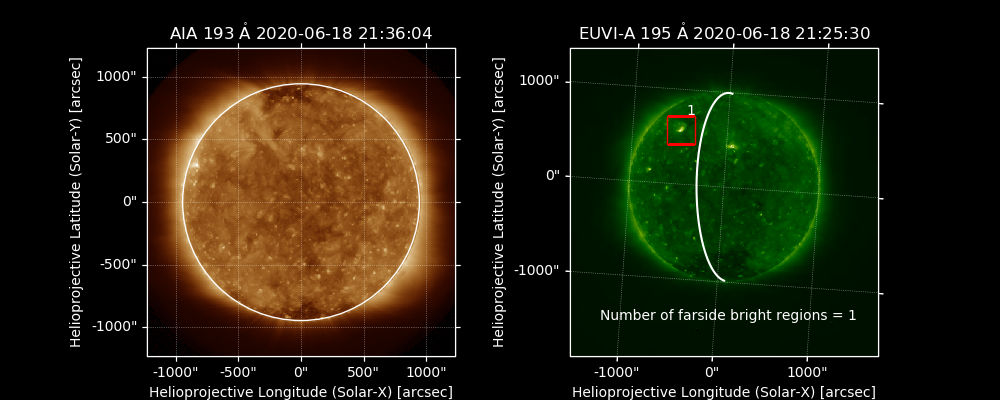 AIA 193 Å 2020-06-18 21:36:04
1000"
500"
0"
-500"
-1000"
-1000"
-500"
0"
500"
1000"
Helioprojective Longitude (Solar-X) [arcsec]
Helioprojective Latitude (Solar-Y) [arcsec]
EUVI-A 195 Å 2020-06-18 21:25:30
1000"
0"
-1000"
1
Number of farside bright regions = 1
-1000"
0"
1000"
Helioprojective Longitude (Solar-X) [arcsec]
Helioprojective Latitude (Solar-Y) [arcsec]